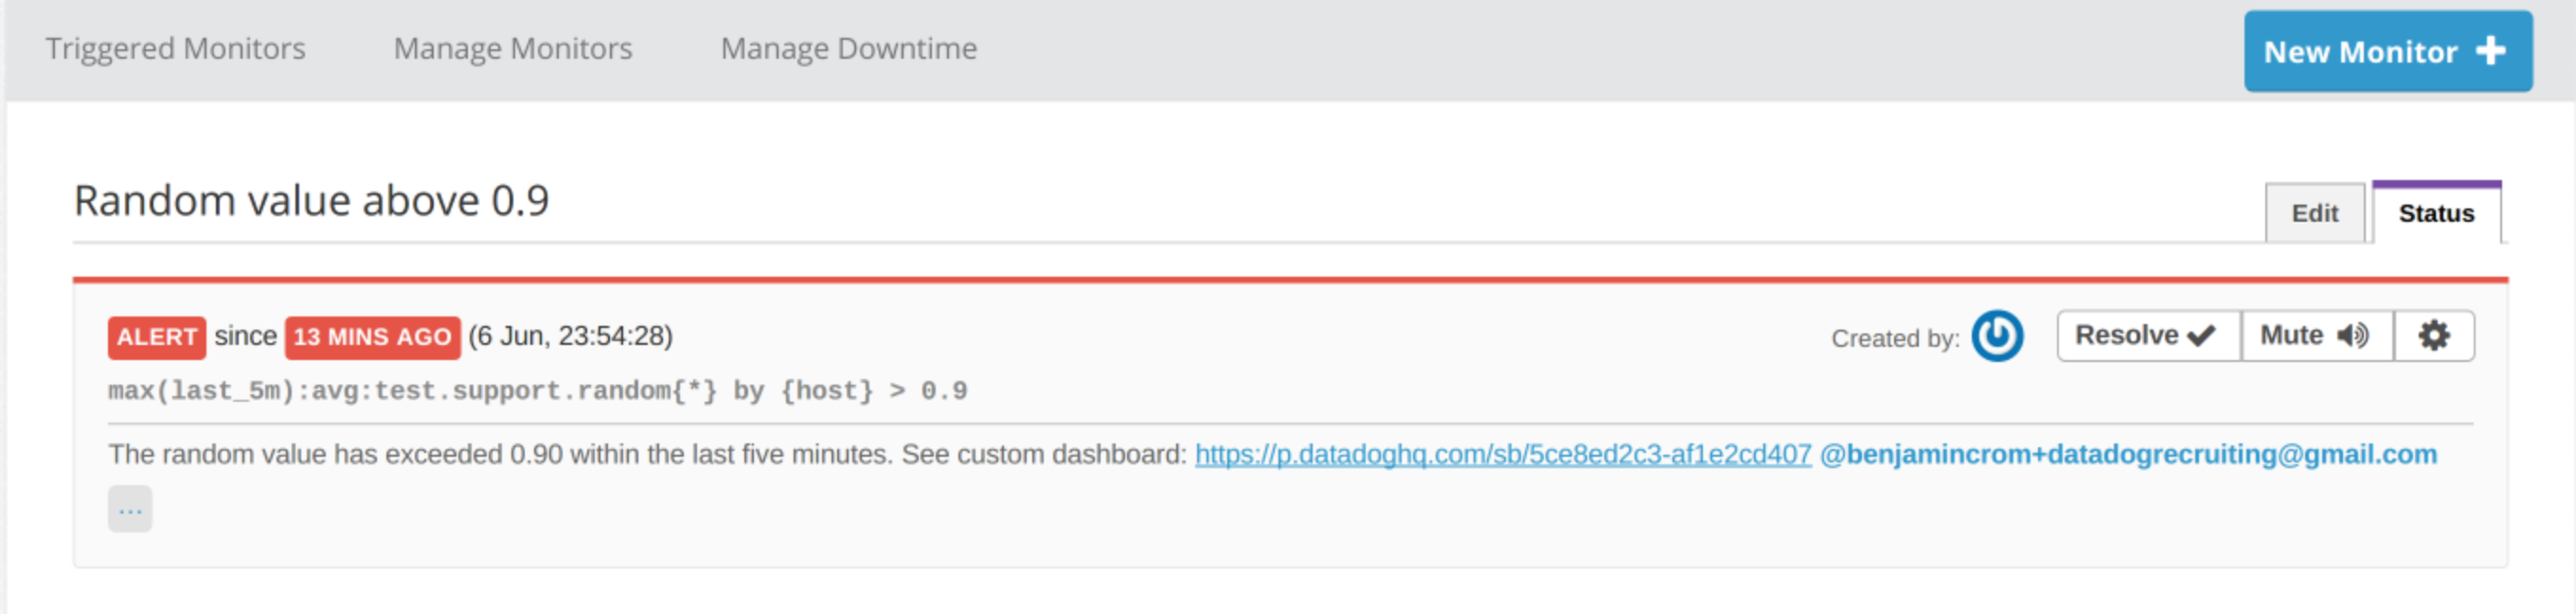 Triggered Monitors Manage Monitors Manage Downtime New Monitor +
Random value above 0.9 Edit Status
ALERT since 13 MINS AGO (6 Jun, 23:54:28) Created by: Resolve Mute
max(last_5m):avg:test.support.random{*} by {host} > 0.9
The random value has exceeded 0.90 within the last five minutes. See custom dashboard: https://p.datadoghq.com/sb/5ce8ed2c3-af1e2cd407 @benjamincrom+datadogrecruiting@gmail.com
...